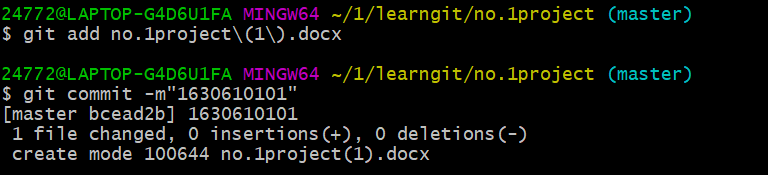 24772@LAPTOP-G4D6U1FA MINGW64 ~/1/learngit/no.1project (master)
$ git add no.1project\(1\).docx
24772@LAPTOP-G4D6U1FA MINGW64 ~/1/learngit/no.1project (master)
$ git commit -m"1630610101"
[master bcead2b] 1630610101
 1 file changed, 0 insertions(+), 0 deletions(-)
 create mode 100644 no.1project(1).docx